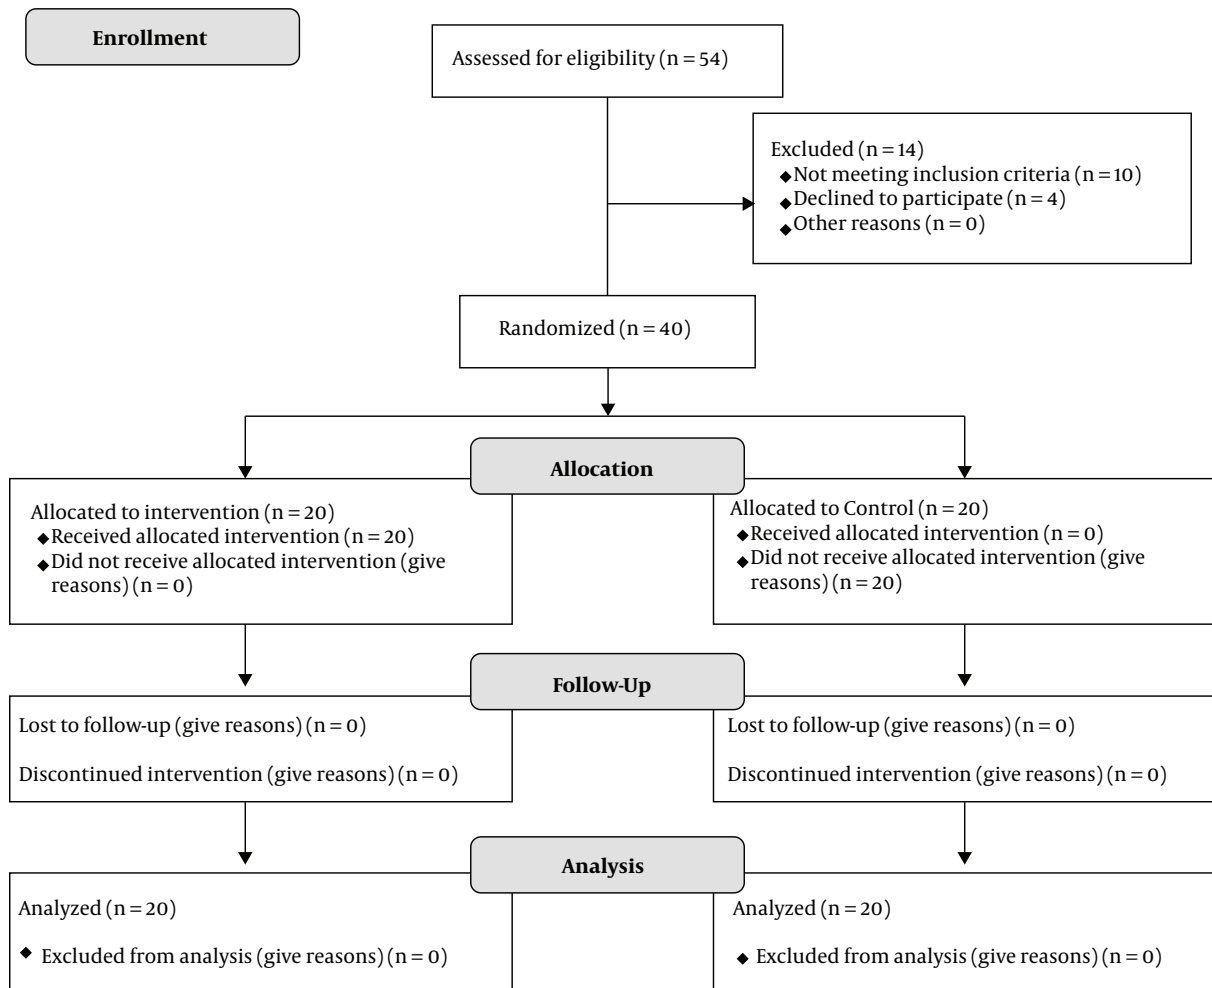 Enrollment
Assessed for eligibility (n = 54)
Excluded (n = 14)
◆Not meeting inclusion criteria (n = 10)
◆Declined to participate (n = 4)
◆Other reasons (n = 0)
Randomized (n = 40)
Allocation
Allocated to intervention (n = 20)
◆Received allocated intervention (n = 20)
◆Did not receive allocated intervention (give
reasons) (n = 0)
Allocated to Control (n = 20)
◆Received allocated intervention (n = 0)
◆Did not receive allocated intervention (give
reasons) (n = 20)
Follow-Up
Lost to follow-up (give reasons) (n = 0)
Discontinued intervention (give reasons) (n = 0)
Lost to follow-up (give reasons) (n = 0)
Discontinued intervention (give reasons) (n = 0)
Analysis
Analyzed (n = 20)
◆ Excluded from analysis (give reasons) (n = 0)
Analyzed (n = 20)
◆ Excluded from analysis (give reasons) (n = 0)